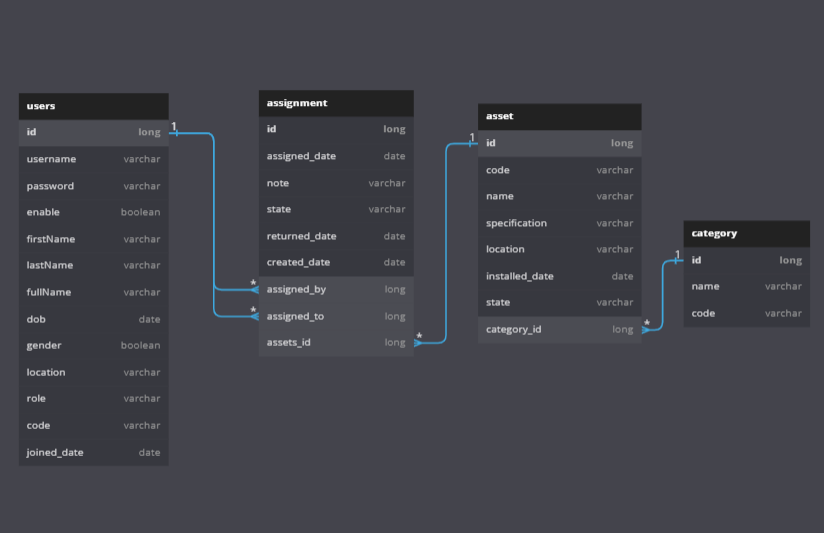 users
id long
username varchar
password varchar
enable boolean
firstName varchar
lastName varchar
fullName varchar
dob date
gender boolean
location varchar
role varchar
code varchar
joined_date date
1
assignment
id long
assigned_date date
note varchar
state varchar
returned_date date
created_date date
* assigned_by long
* assigned_to long
assets_id long *
asset
1 id long
code varchar
name varchar
specification varchar
location varchar
installed_date date
state varchar
category_id long *
category
1 id long
name varchar
code varchar